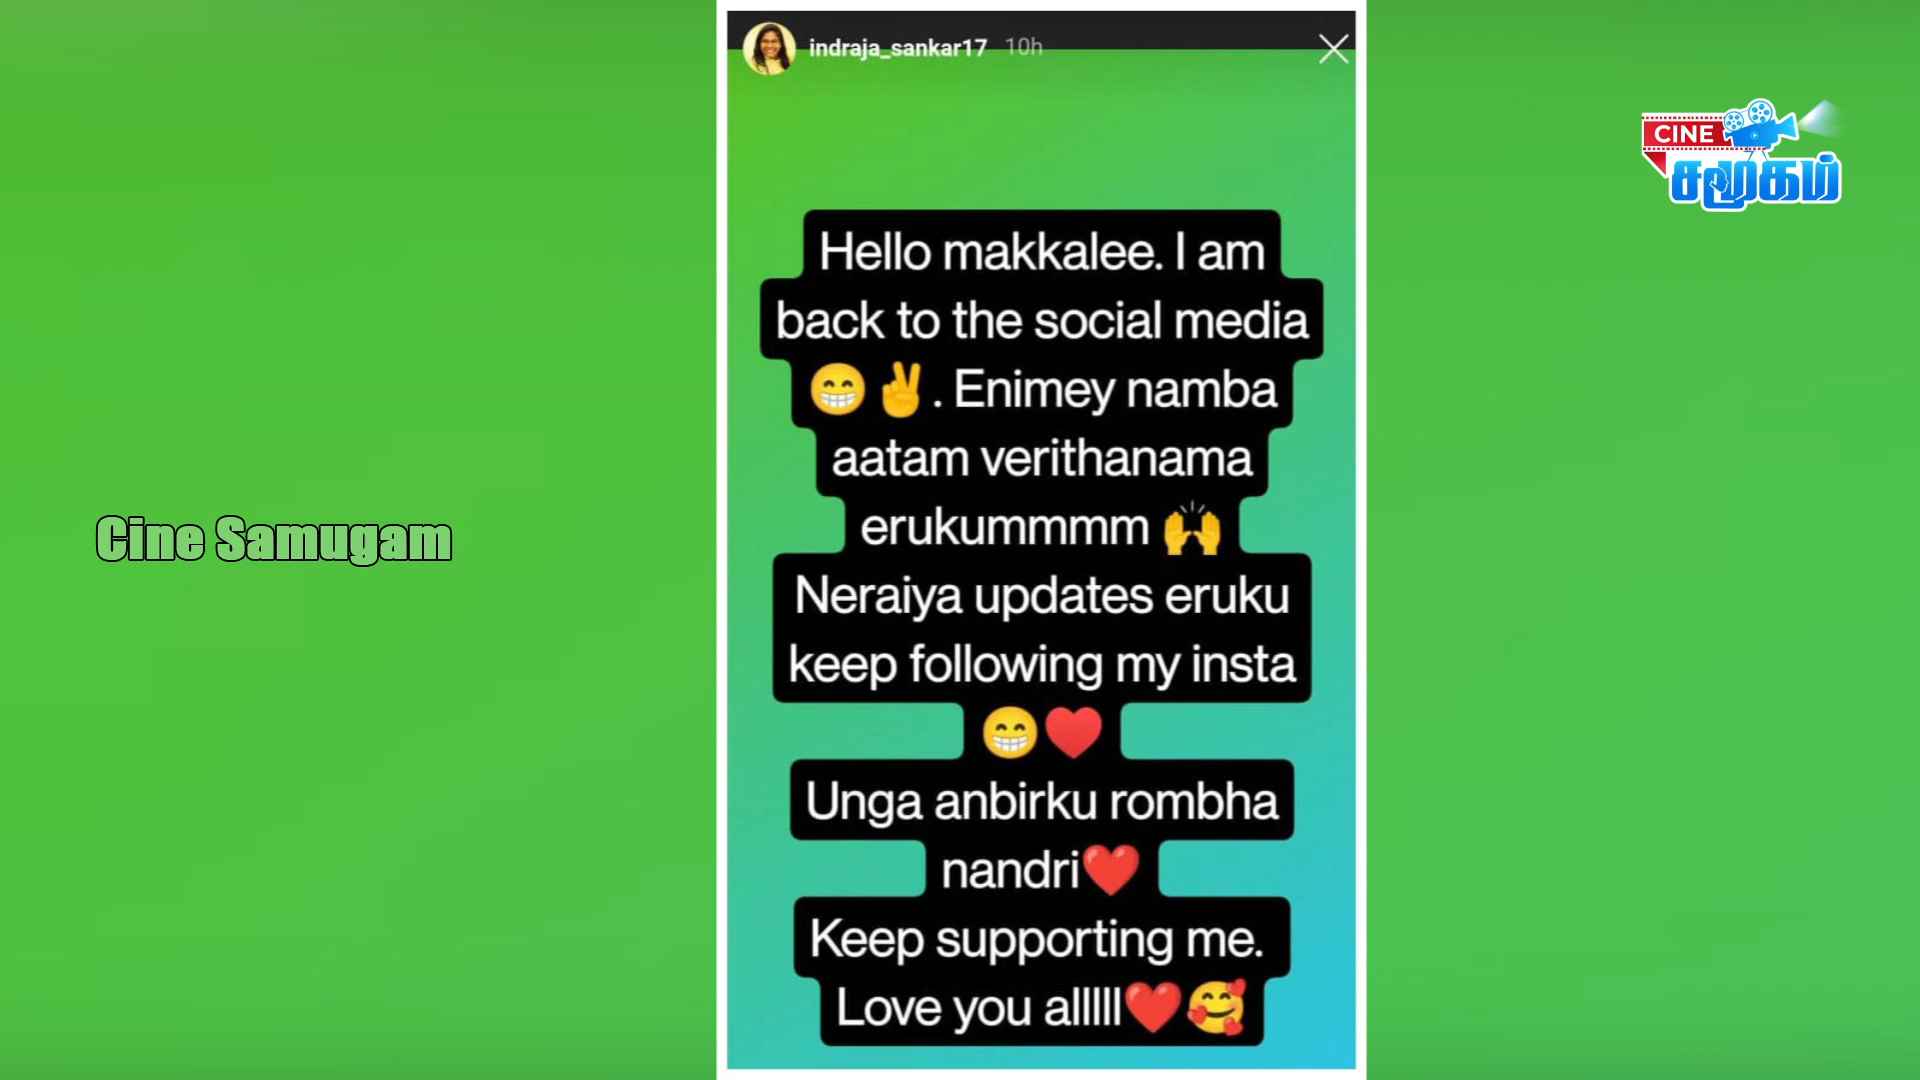 indraja_sankar17 10h
CINE
சமூகம்
Hello makkalee. I am
back to the social media
😁✌️. Enimey namba
aatam verithanama
erukummmm 🙌
Neraiya updates eruku
keep following my insta
😁❤️
Unga anbirku rombha
nandri❤️
Keep supporting me.
Love you alllll❤️🥰
Cine Samugam